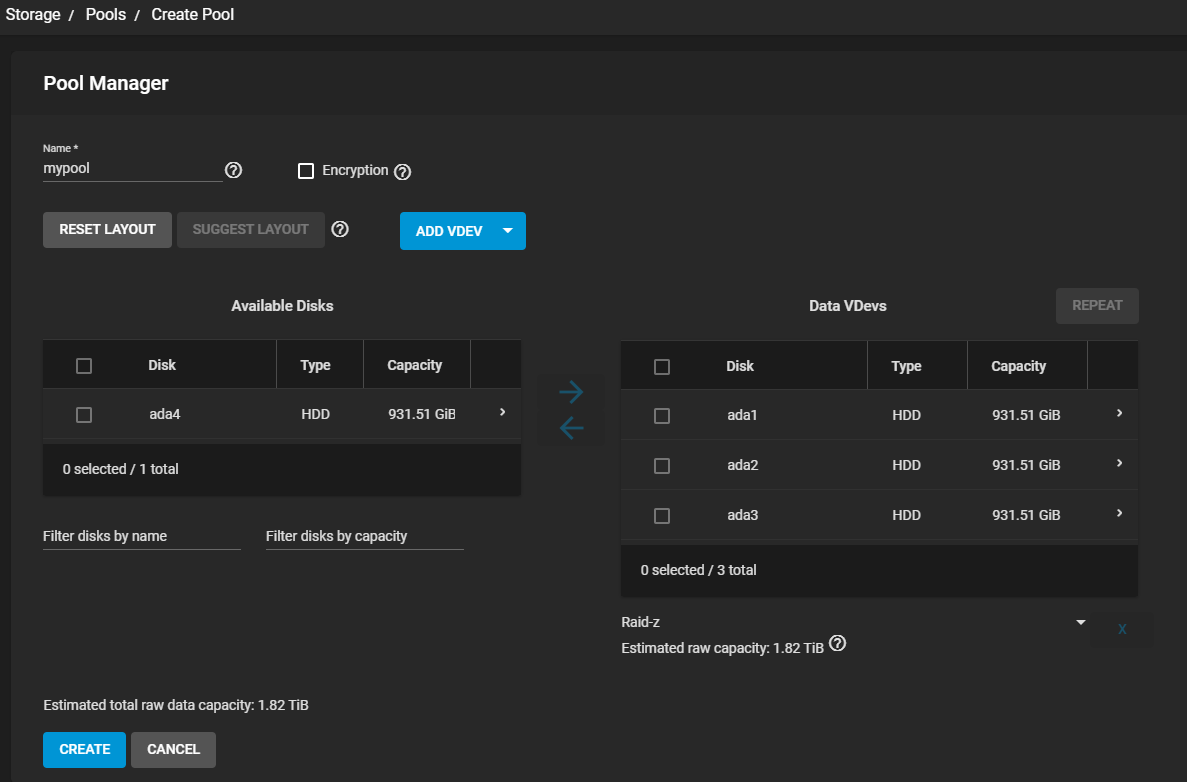 Storage / Pools / Create Pool
Pool Manager
Name *
mypool
Encryption
RESET LAYOUT SUGGEST LAYOUT ADD VDEV
Available Disks
Disk Type Capacity
ada4 HDD 931.51 GiB
0 selected / 1 total
Filter disks by name Filter disks by capacity
Data VDevs REPEAT
Disk Type Capacity
ada1 HDD 931.51 GiB
ada2 HDD 931.51 GiB
ada3 HDD 931.51 GiB
0 selected / 3 total
Raid-z X
Estimated raw capacity: 1.82 TiB
Estimated total raw data capacity: 1.82 TiB
CREATE CANCEL